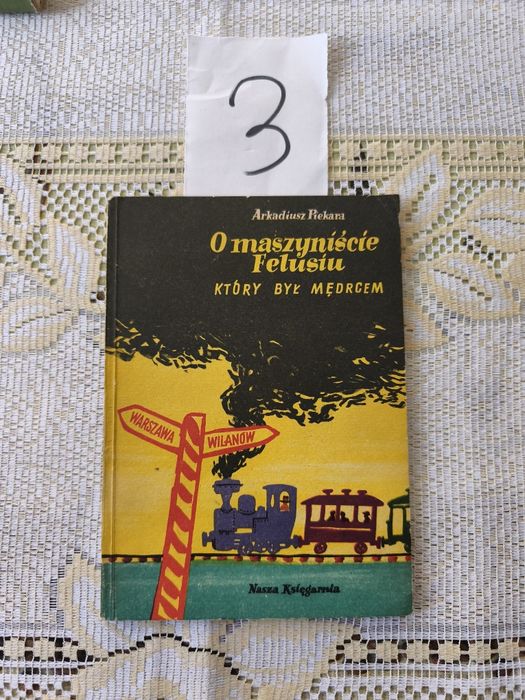 3
Arkadiusz Piekara
O maszyniście
Felusiu
KTÓRY BYŁ MĘDRCEM
WARSZAWA
WILANÓW
Nasza Księgarnia